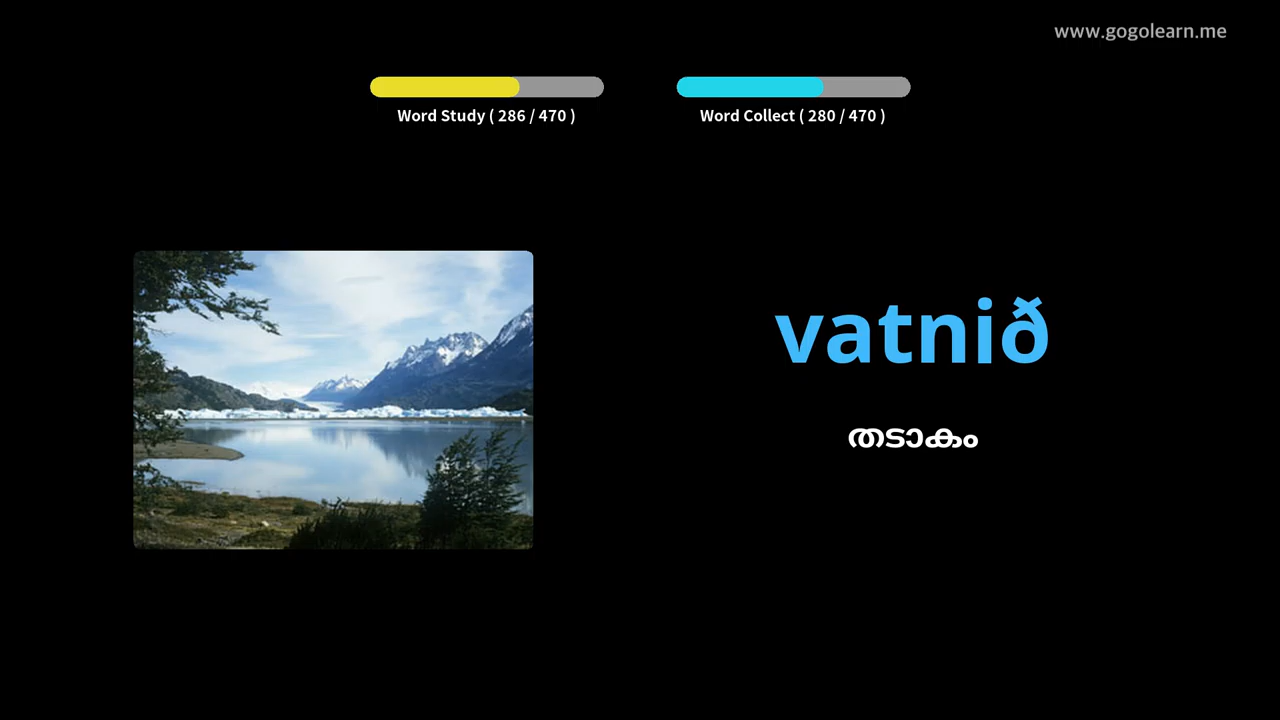 www.gogolearn.me
Word Study ( 286 / 470 )
Word Collect ( 280 / 470 )
vatnið
തടാകം